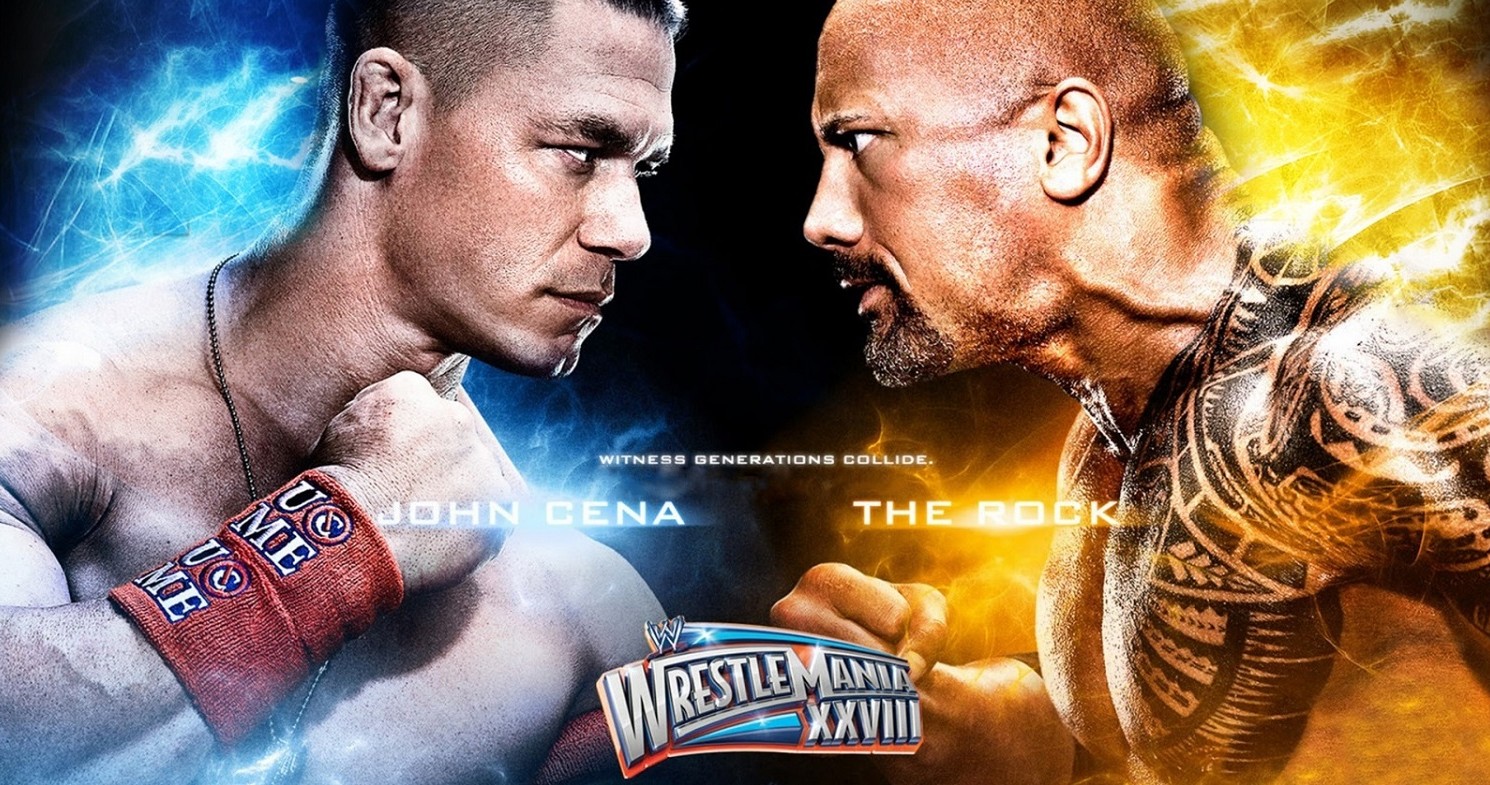 WITNESS GENERATIONS COLLIDE.
JOHN CENA THE ROCK
U C
ME
U C
ME
W
WRESTLEMANIA
XXVIII